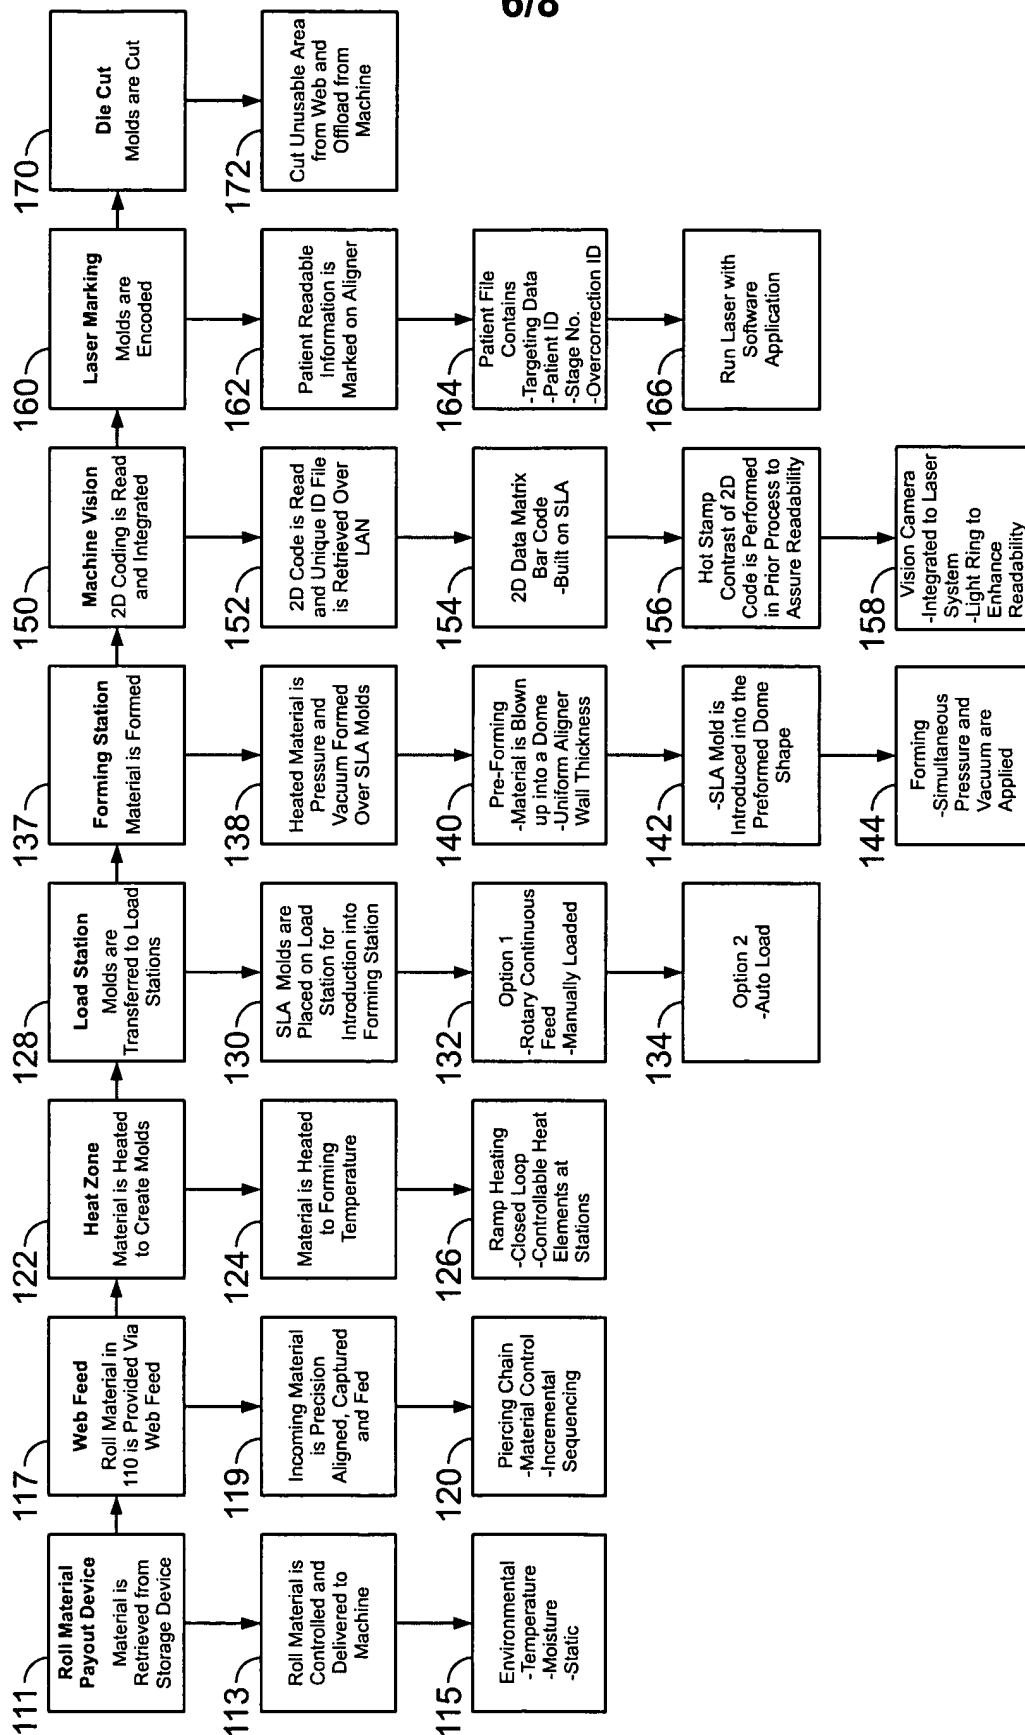 6/8
111
Roll Material
Payout Device
Material is
Retrieved from
Storage Device
113
Roll Material is
Controlled and
Delivered to
Machine
115
Environmental
-Temperature
-Moisture
-Static
117
Web Feed
Roll Material in
110 is Provided Via
Web Feed
119
Incoming Material
is Precision
Aligned, Captured
and Fed
120
Piercing Chain
-Material Control
-Incremental
Sequencing
122
Heat Zone
Material is Heated
to Create Molds
124
Material is Heated
to Forming
Temperature
126
Ramp Heating
-Closed Loop
-Controllable Heat
Elements at
Stations
128
Load Station
Molds are
Transferred to Load
Stations
130
SLA Molds are
Placed on Load
Station for
Introduction into
Forming Station
132
Option 1
-Rotary Continuous
Feed
-Manually Loaded
134
Option 2
-Auto Load
137
Forming Station
Material is Formed
138
Heated Material is
Pressure and
Vacuum Formed
Over SLA Molds
140
Pre-Forming
-Material is Blown
up into a Dome
-Uniform Aligner
Wall Thickness
142
-SLA Mold is
Introduced into the
Preformed Dome
Shape
144
Forming
-Simultaneous
Pressure and
Vacuum are
Applied
150
Machine Vision
2D Coding is Read
and Integrated
152
2D Code is Read
and Unique ID File
is Retrieved Over
LAN
154
2D Data Matrix
Bar Code
-Built on SLA
156
Hot Stamp
Contrast of 2D
Code is Performed
in Prior Process to
Assure Readability
158
Vision Camera
-Integrated to Laser
System
-Light Ring to
Enhance
Readability
160
Laser Marking
Molds are
Encoded
162
Patient Readable
Information is
Marked on Aligner
164
Patient File
Contains
-Targeting Data
-Patient ID
-Stage No.
-Overcorrection ID
166
Run Laser with
Software
Application
170
Die Cut
Molds are Cut
172
Cut Unusable Area
from Web and
Offload from
Machine